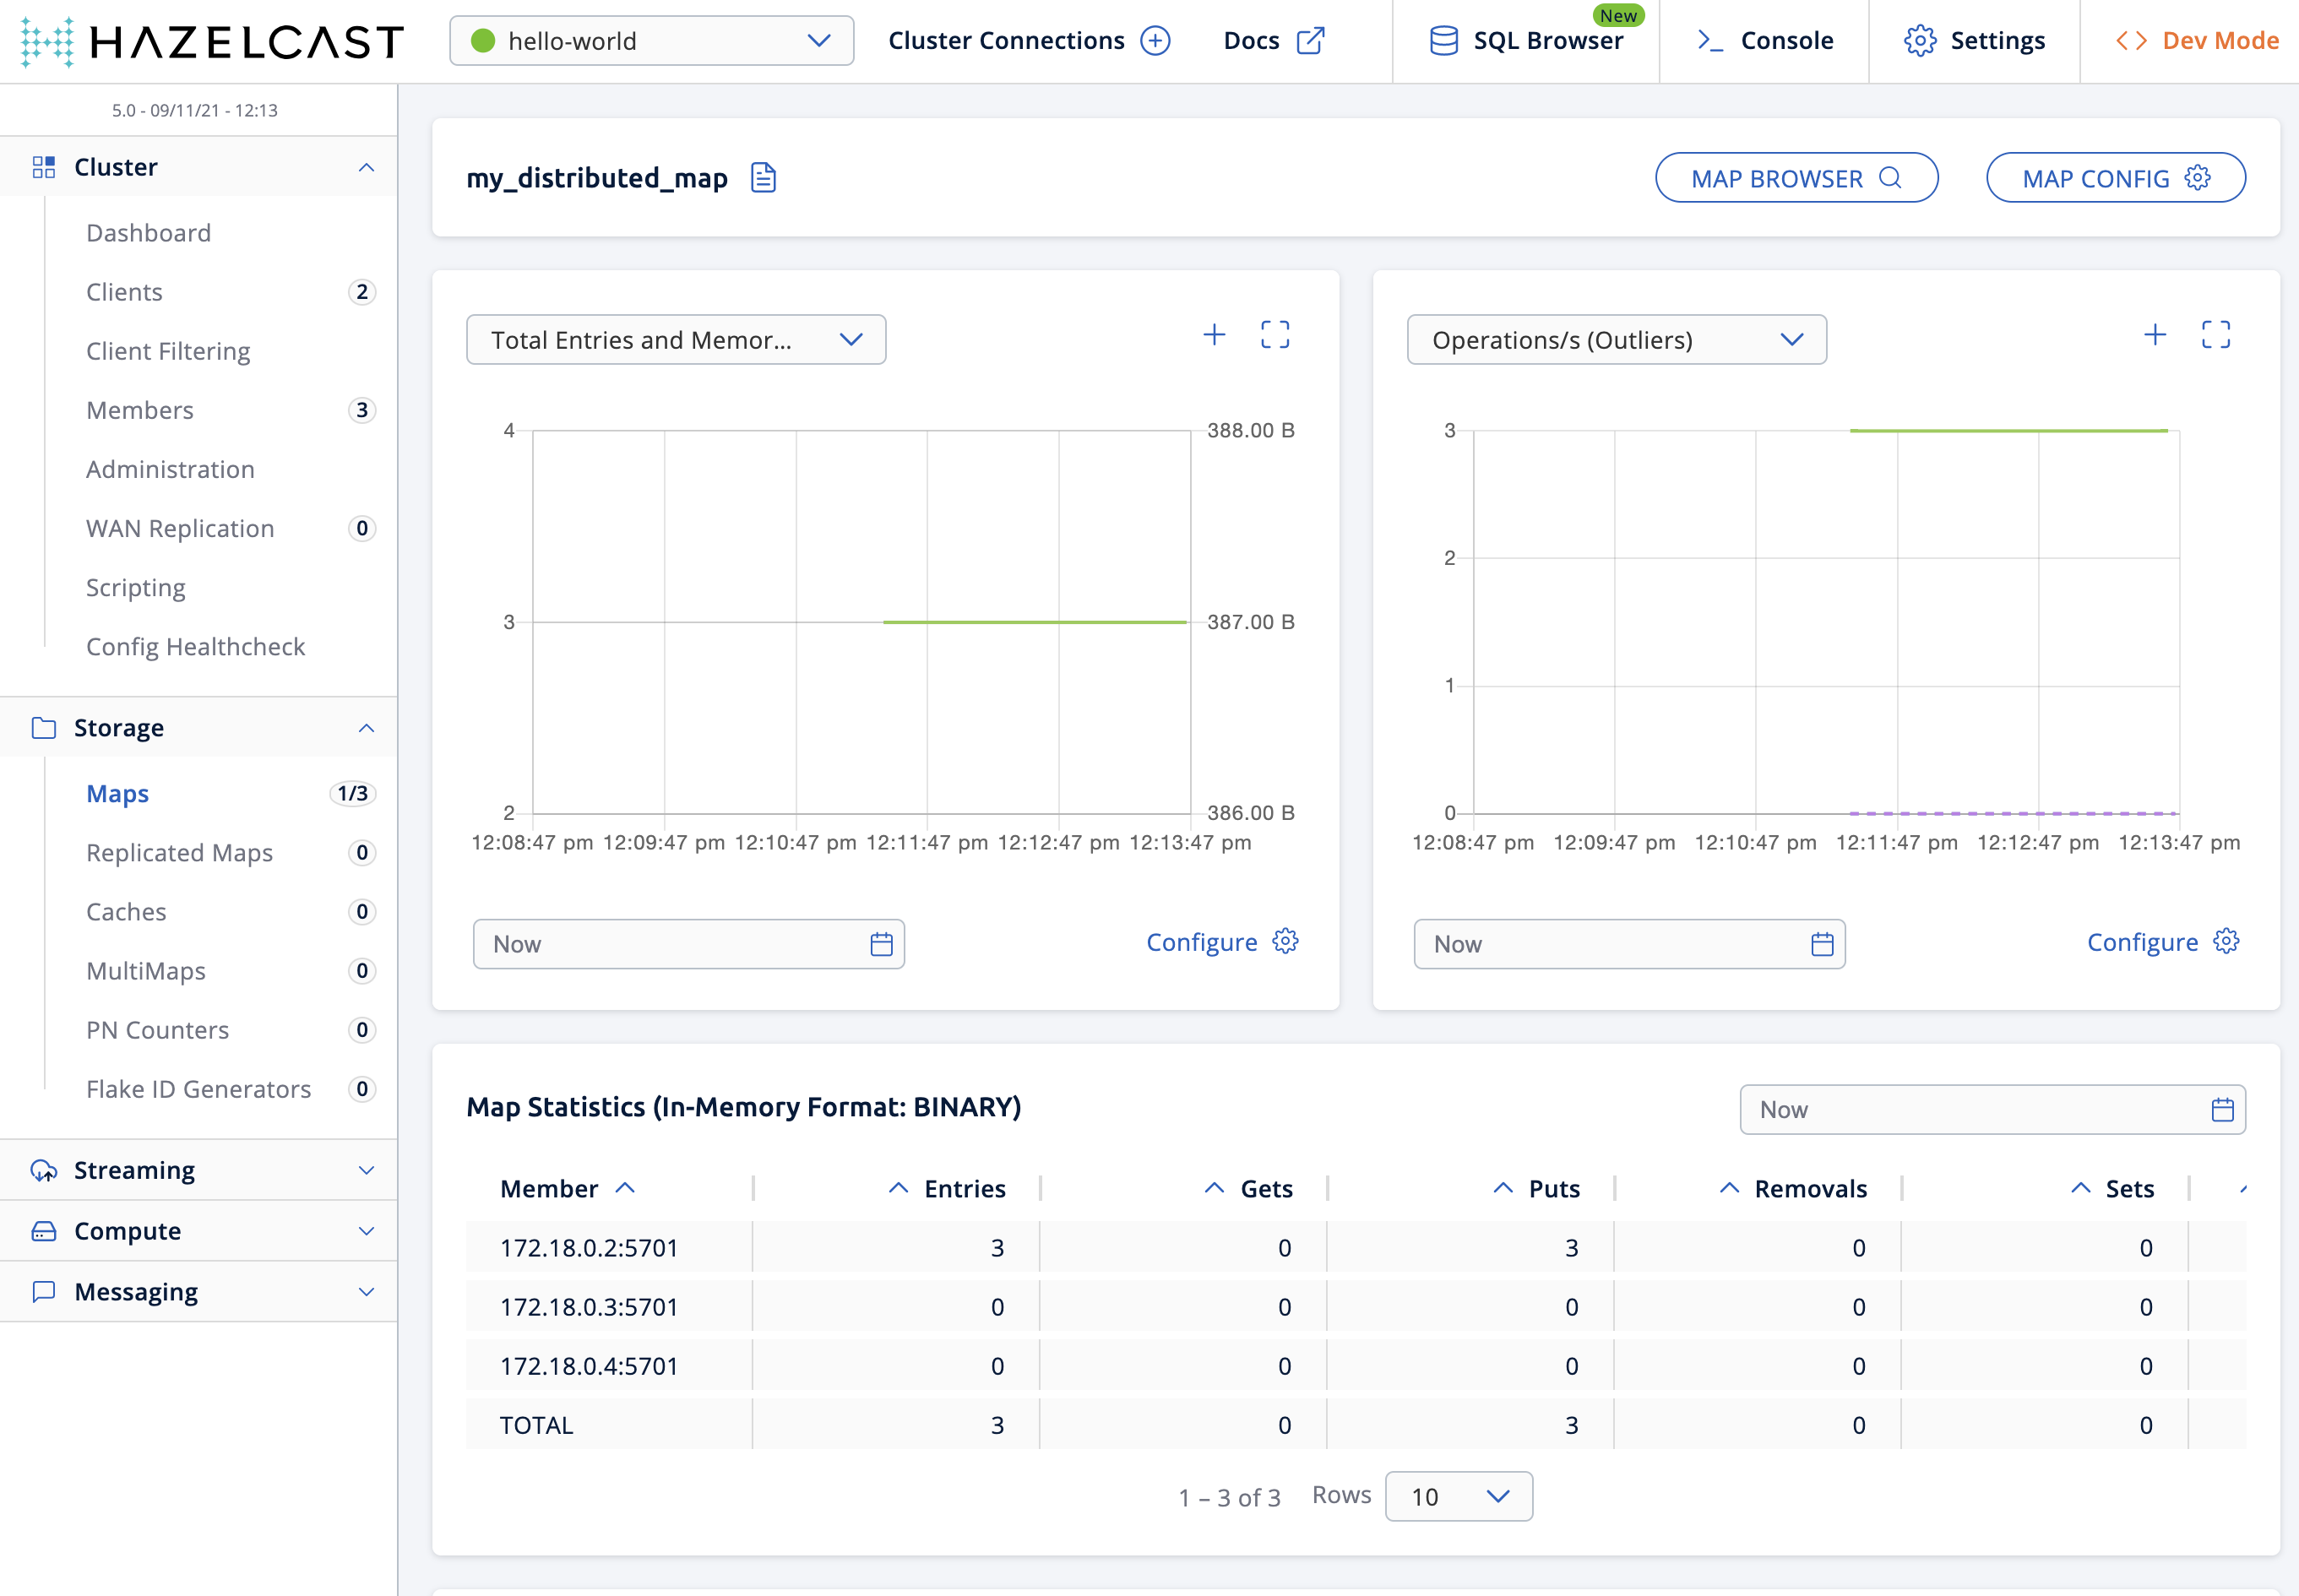 HAZELCAST
hello-world
Cluster Connections
Docs
SQL Browser
New
Console
Settings
Dev Mode
5.0 - 09/11/21 - 12:13
Cluster
Dashboard
Clients 2
Client Filtering
Members 3
Administration
WAN Replication 0
Scripting
Config Healthcheck
Storage
Maps 1/3
Replicated Maps 0
Caches 0
MultiMaps 0
PN Counters 0
Flake ID Generators 0
Streaming
Compute
Messaging
my_distributed_map
MAP BROWSER
MAP CONFIG
Total Entries and Memor...
4 388.00 B
3 387.00 B
2 386.00 B
12:08:47 pm 12:09:47 pm 12:10:47 pm 12:11:47 pm 12:12:47 pm 12:13:47 pm
Now
Configure
Operations/s (Outliers)
3
2
1
0
12:08:47 pm 12:09:47 pm 12:10:47 pm 12:11:47 pm 12:12:47 pm 12:13:47 pm
Now
Configure
Map Statistics (In-Memory Format: BINARY)
Now
Member Entries Gets Puts Removals Sets
172.18.0.2:5701 3 0 3 0 0
172.18.0.3:5701 0 0 0 0 0
172.18.0.4:5701 0 0 0 0 0
TOTAL 3 0 3 0 0
1 – 3 of 3 Rows 10